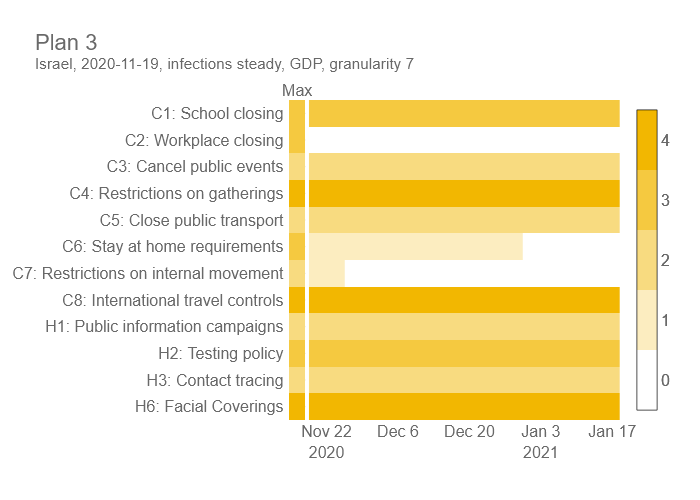 Plan 3
Israel, 2020-11-19, infections steady, GDP, granularity 7
Max
C1: School closing
C2: Workplace closing
C3: Cancel public events
C4: Restrictions on gatherings
C5: Close public transport
C6: Stay at home requirements
C7: Restrictions on internal movement
C8: International travel controls
H1: Public information campaigns
H2: Testing policy
H3: Contact tracing
H6: Facial Coverings
4
3
2
1
0
Nov 22 Dec 6 Dec 20 Jan 3 Jan 17
2020 2021